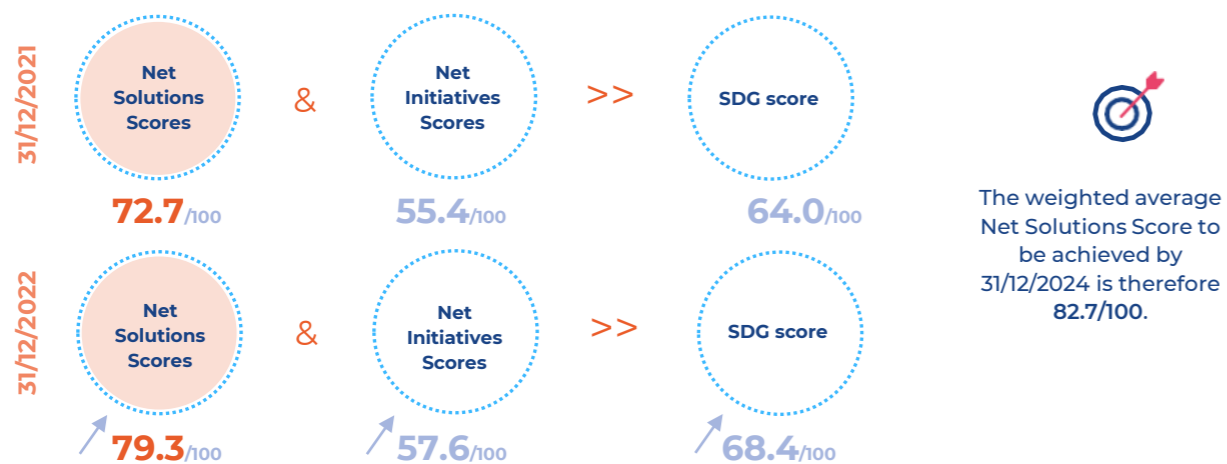 31/12/2021
Net
Solutions
Scores
&
Net
Initiatives
Scores
>>
SDG score
72.7/100
55.4/100
64.0/100
31/12/2022
Net
Solutions
Scores
&
Net
Initiatives
Scores
>>
SDG score
79.3/100
57.6/100
68.4/100
The weighted average
Net Solutions Score to
be achieved by
31/12/2024 is therefore
82.7/100.